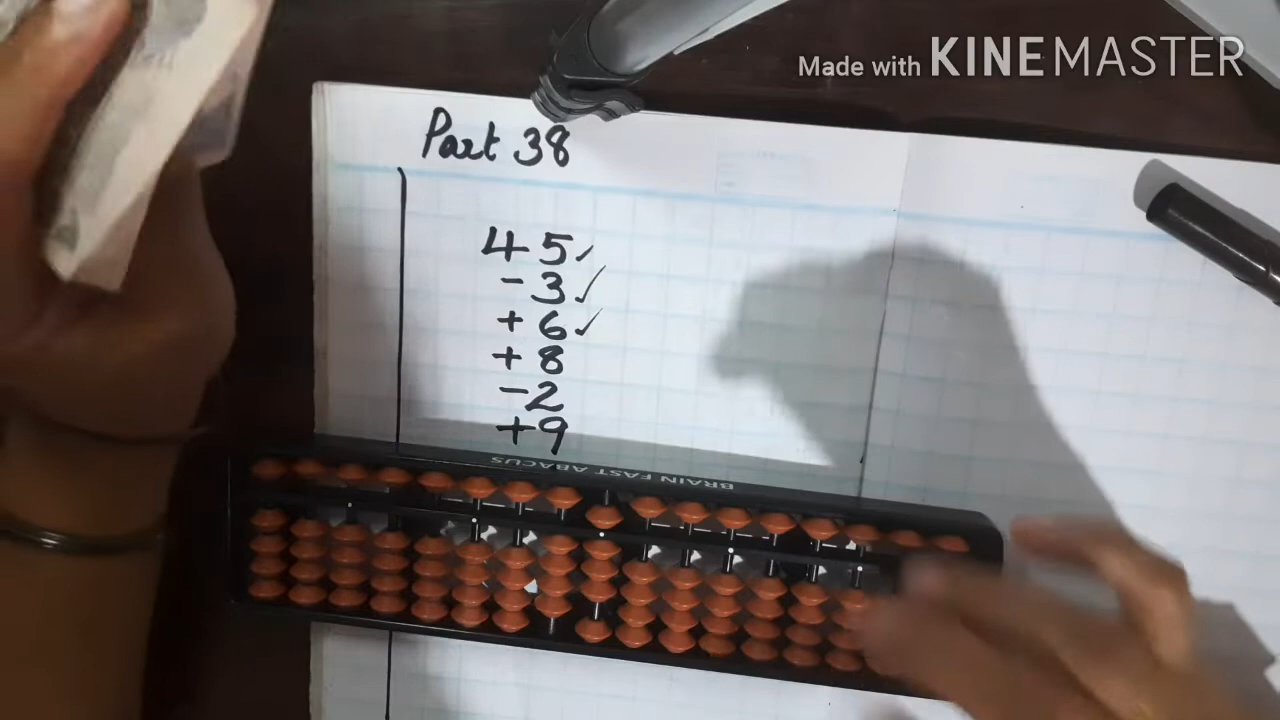 Made with KINEMASTER
Part 38
45✓
-3✓
+6✓
+8
-2
+9
BRAIN FAST ABACUS